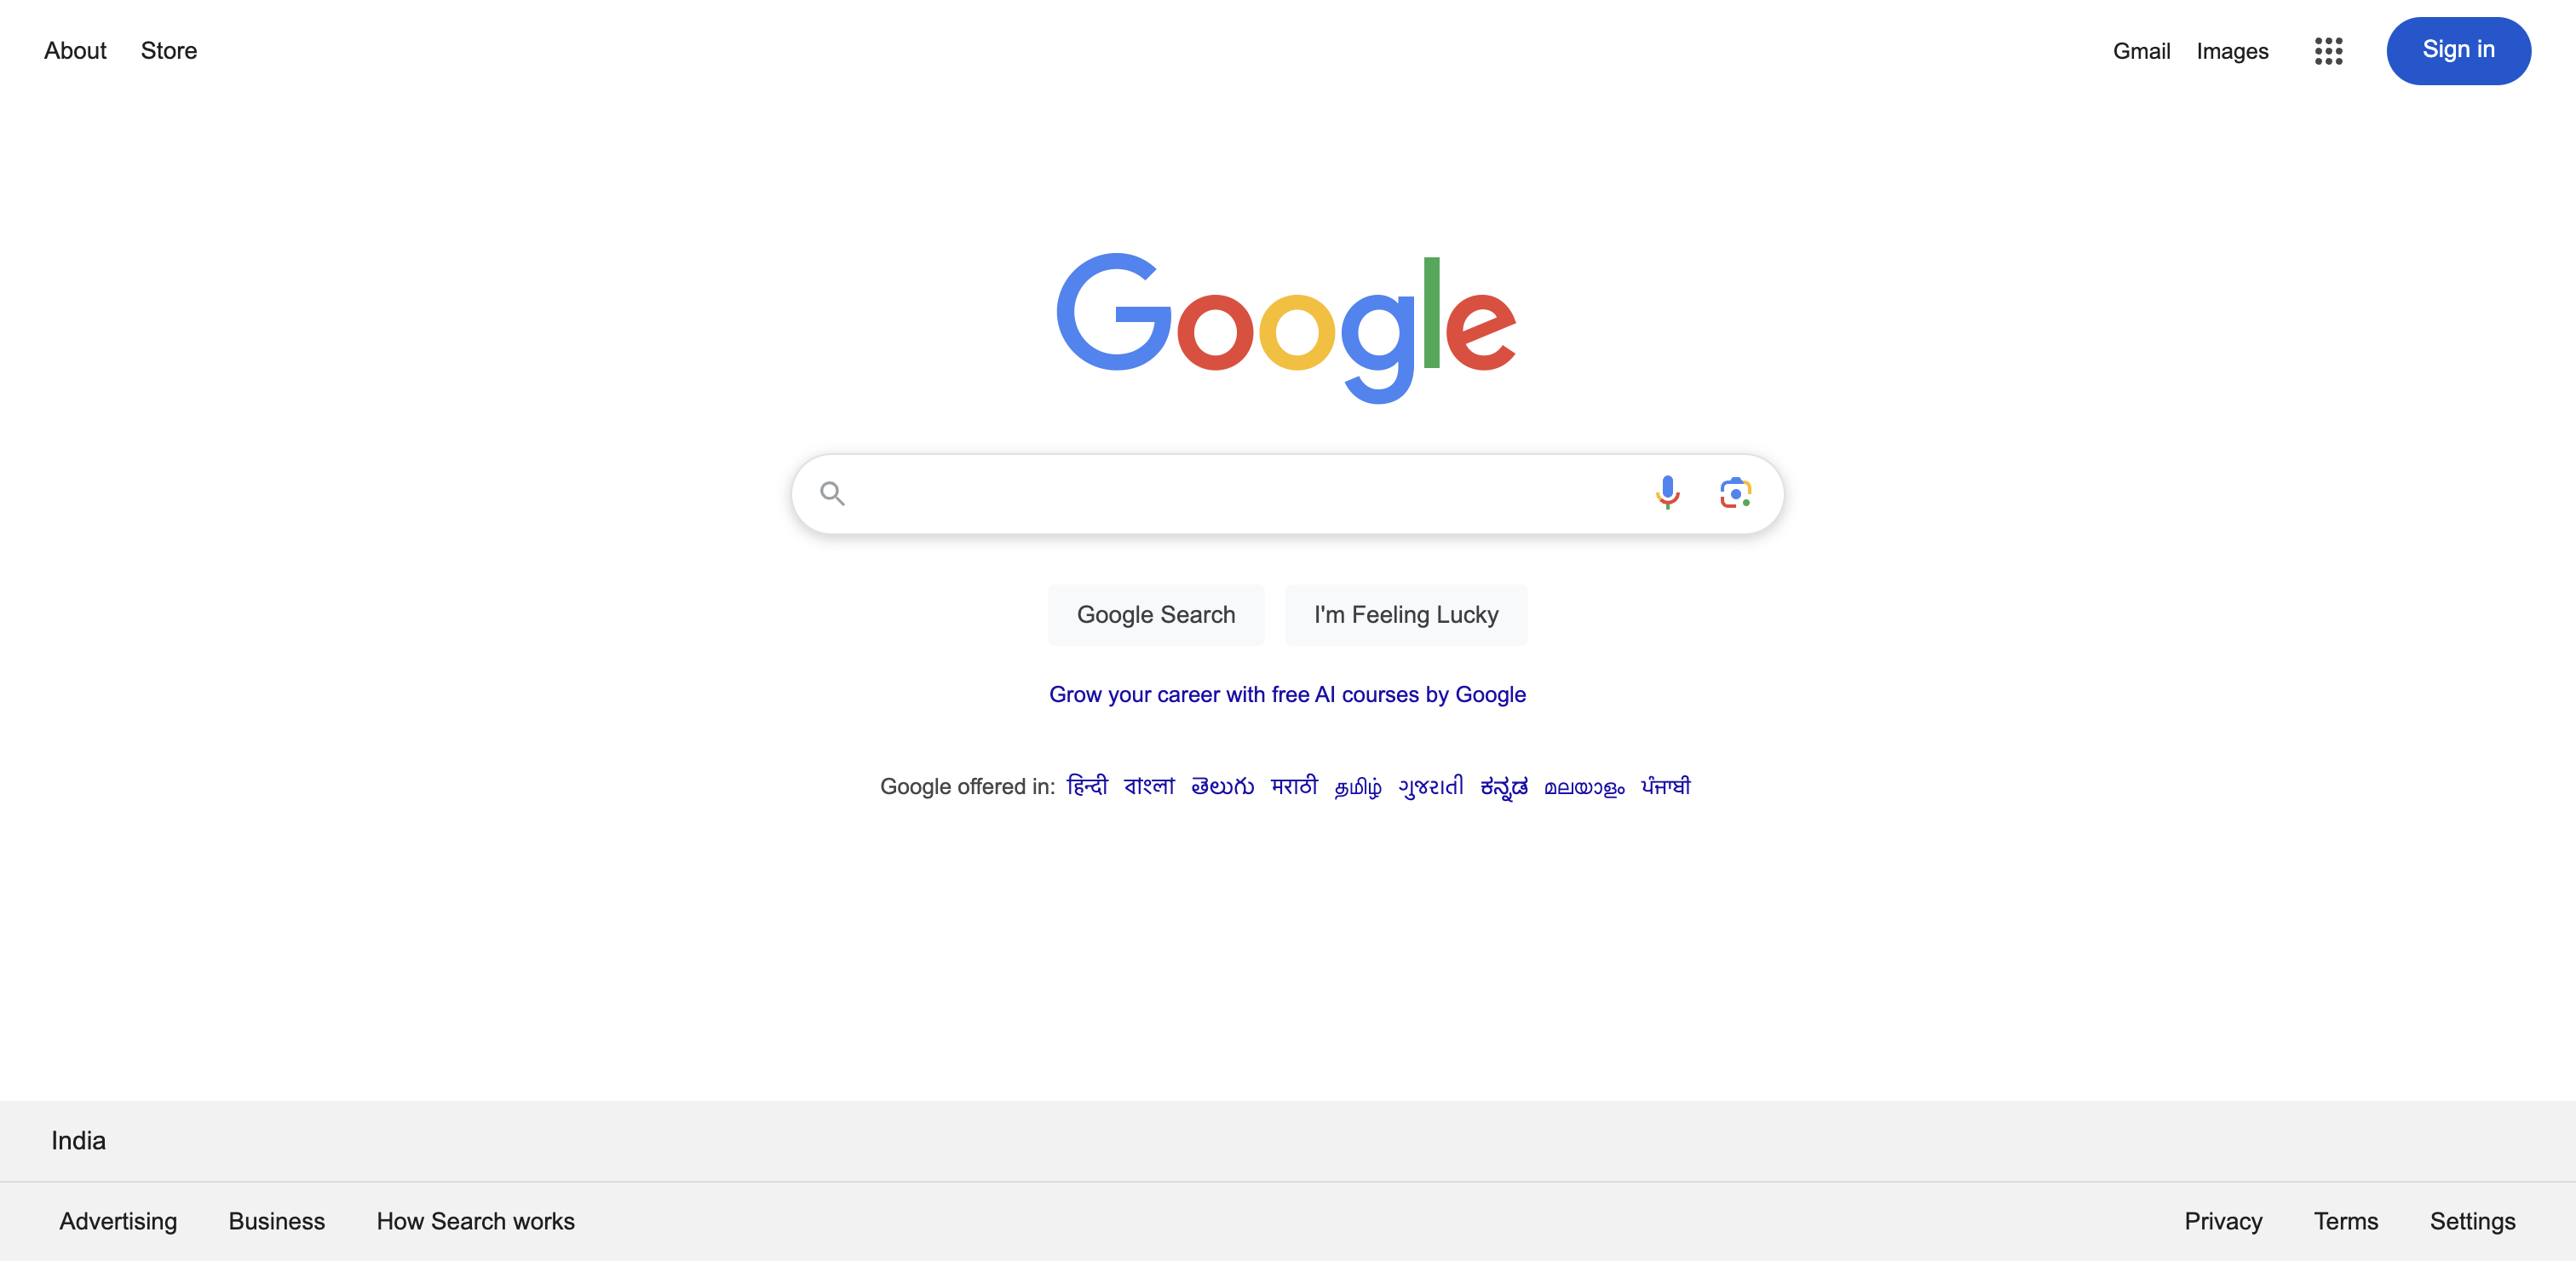 About Store Gmail Images Sign in
Google
Google Search I'm Feeling Lucky
Grow your career with free AI courses by Google
Google offered in: हिन्दी বাংলা తెలుగు मराठी தமிழ் ગુજરાતી ಕನ್ನಡ മലയാളം ਪੰਜਾਬੀ
India
Advertising Business How Search works Privacy Terms Settings